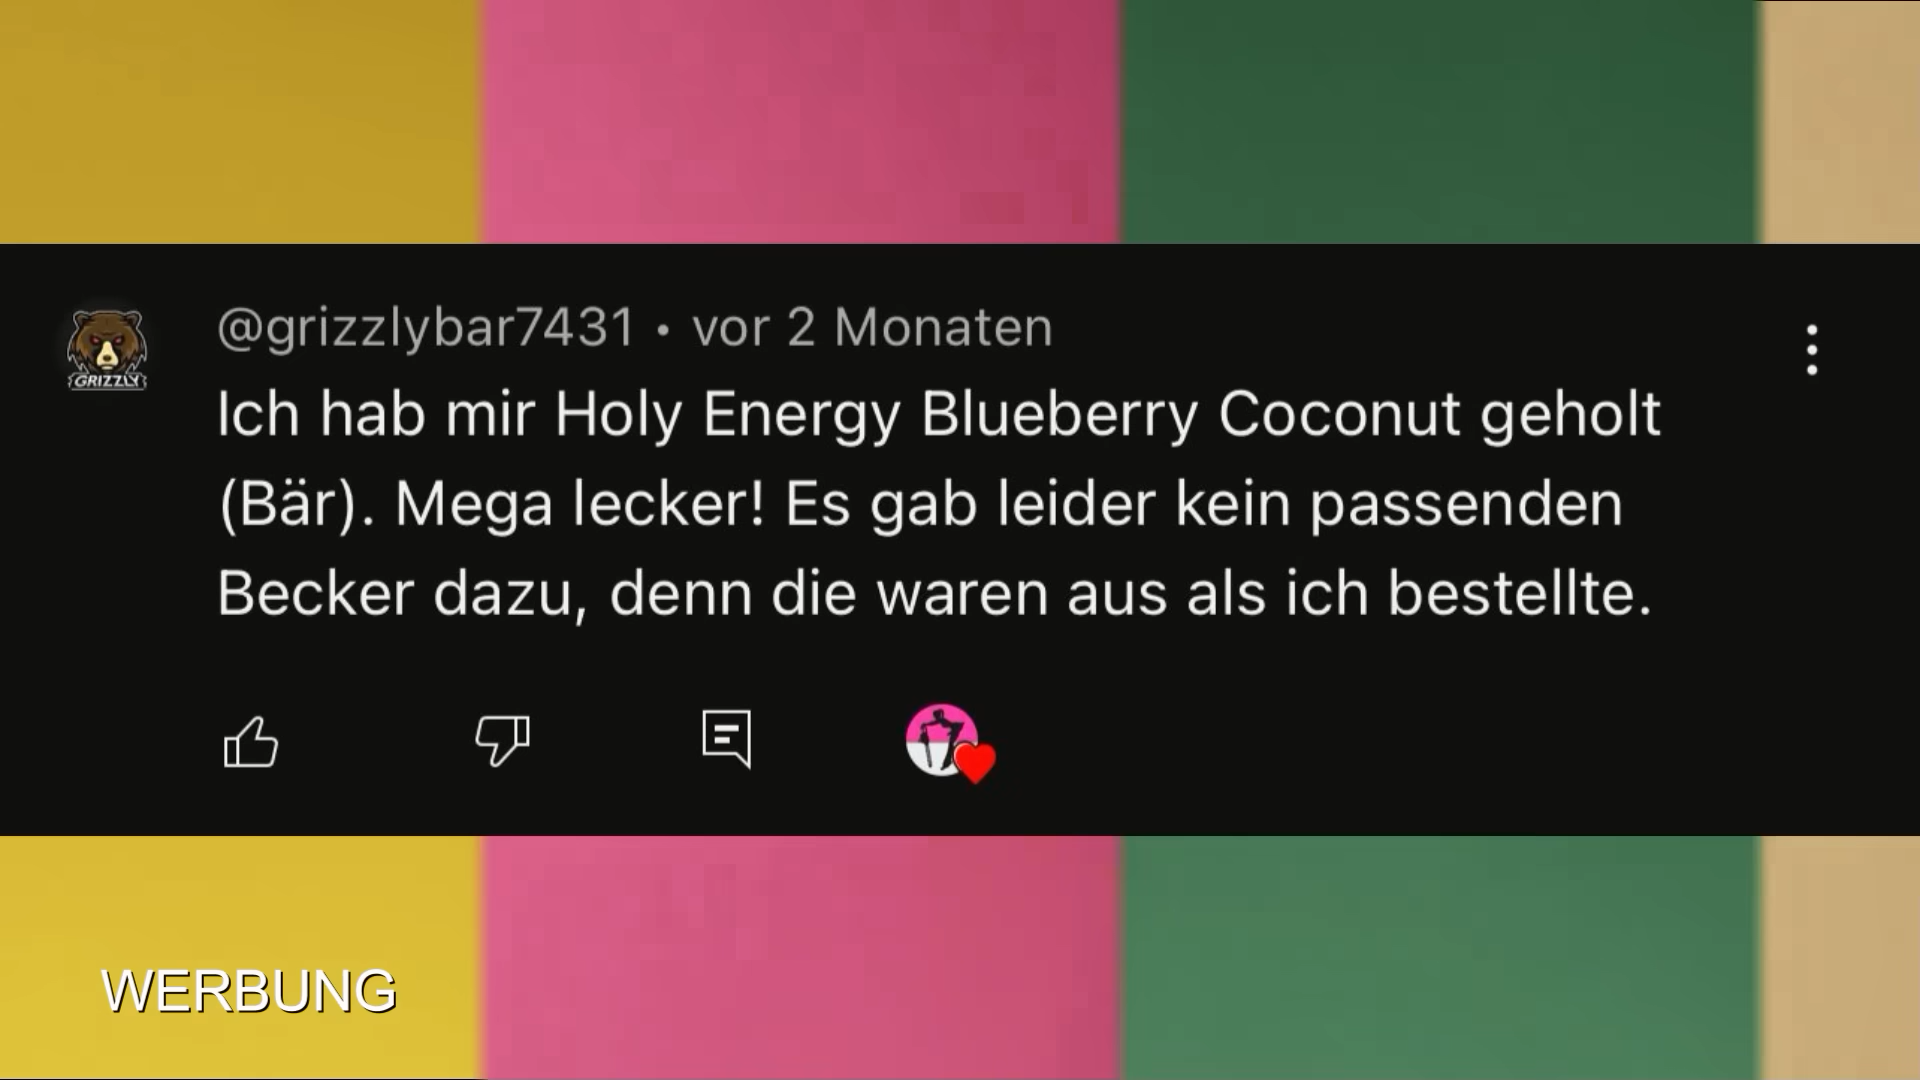 @grizzlybar7431 • vor 2 Monaten
GRIZZLY
Ich hab mir Holy Energy Blueberry Coconut geholt
(Bär). Mega lecker! Es gab leider kein passenden
Becker dazu, denn die waren aus als ich bestellte.
WERBUNG